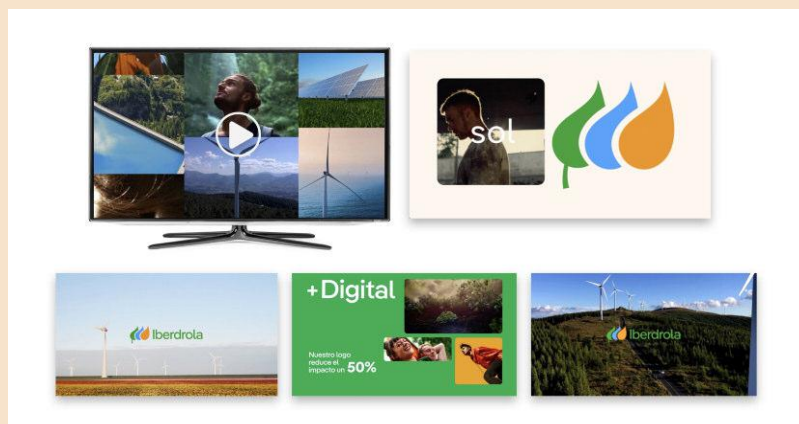 sol
Iberdrola
+Digital
Nuestro logo
reduce el
impacto un 50%
Iberdrola